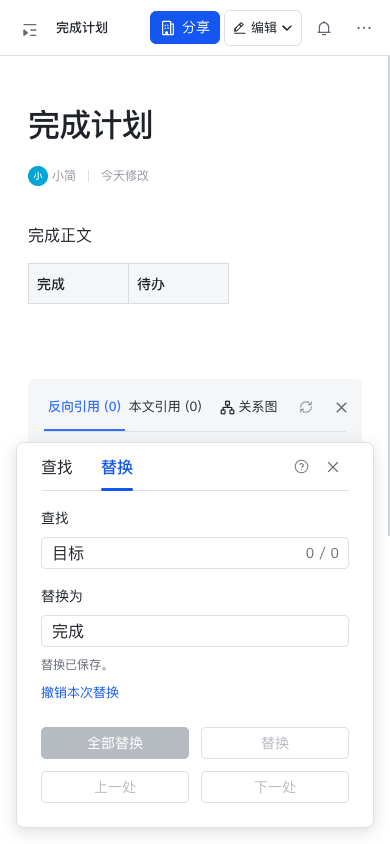 完成计划
分享
编辑
完成计划
小 小简 今天修改
完成正文
完成 待办
反向引用 (0) 本文引用 (0) 关系图
查找 替换
查找
目标 0 / 0
替换为
完成
替换已保存。
撤销本次替换
全部替换 替换
上一处 下一处